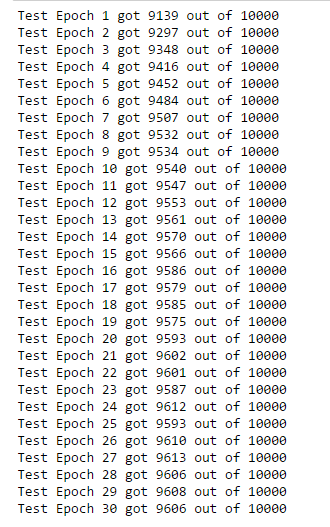 Test Epoch 1 got 9139 out of 10000
Test Epoch 2 got 9297 out of 10000
Test Epoch 3 got 9348 out of 10000
Test Epoch 4 got 9416 out of 10000
Test Epoch 5 got 9452 out of 10000
Test Epoch 6 got 9484 out of 10000
Test Epoch 7 got 9507 out of 10000
Test Epoch 8 got 9532 out of 10000
Test Epoch 9 got 9534 out of 10000
Test Epoch 10 got 9540 out of 10000
Test Epoch 11 got 9547 out of 10000
Test Epoch 12 got 9553 out of 10000
Test Epoch 13 got 9561 out of 10000
Test Epoch 14 got 9570 out of 10000
Test Epoch 15 got 9566 out of 10000
Test Epoch 16 got 9586 out of 10000
Test Epoch 17 got 9579 out of 10000
Test Epoch 18 got 9585 out of 10000
Test Epoch 19 got 9575 out of 10000
Test Epoch 20 got 9593 out of 10000
Test Epoch 21 got 9602 out of 10000
Test Epoch 22 got 9601 out of 10000
Test Epoch 23 got 9587 out of 10000
Test Epoch 24 got 9612 out of 10000
Test Epoch 25 got 9593 out of 10000
Test Epoch 26 got 9610 out of 10000
Test Epoch 27 got 9613 out of 10000
Test Epoch 28 got 9606 out of 10000
Test Epoch 29 got 9608 out of 10000
Test Epoch 30 got 9606 out of 10000